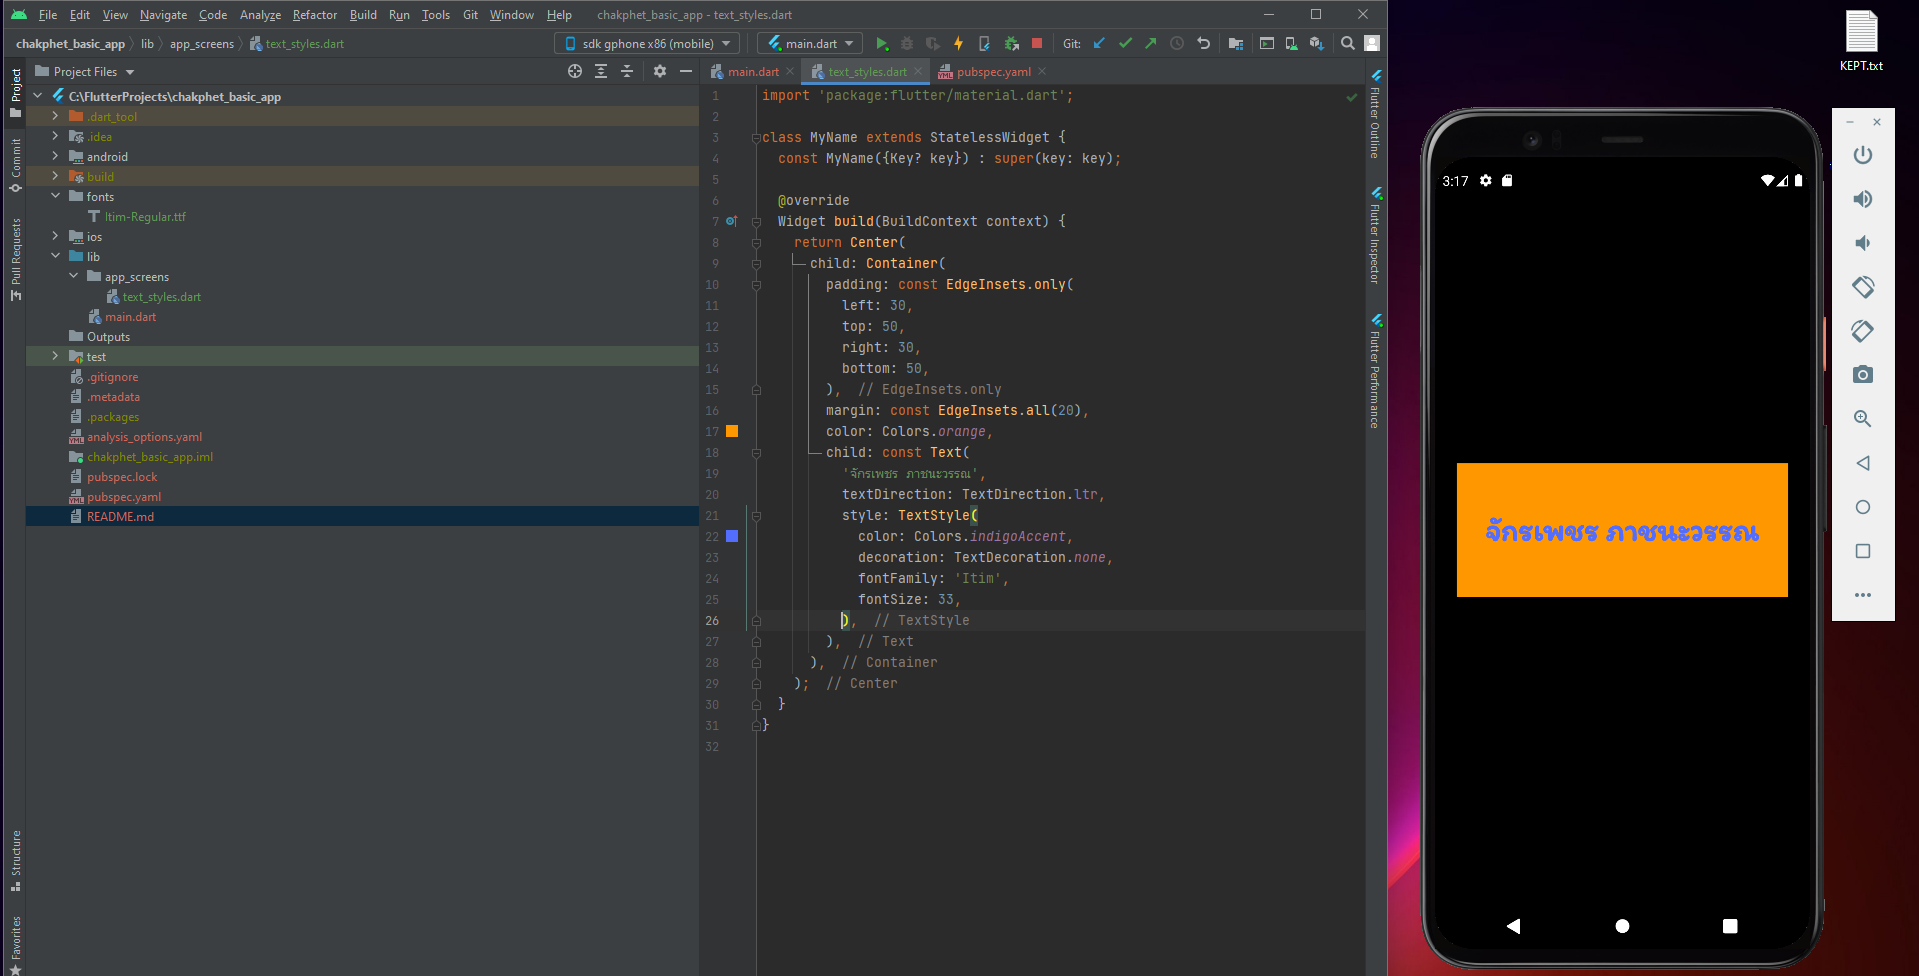 File Edit View Navigate Code Analyze Refactor Build Run Tools Git Window Help chakphet_basic_app - text_styles.dart
chakphet_basic_app lib app_screens text_styles.dart
sdk gphone x86 (mobile) main.dart Git:
Project Files
main.dart text_styles.dart pubspec.yaml
Project
Commit
Pull Requests
Structure
Favorites
C:\FlutterProjects\chakphet_basic_app
.dart_tool
.idea
android
build
fonts
Itim-Regular.ttf
ios
lib
app_screens
text_styles.dart
main.dart
Outputs
test
.gitignore
.metadata
.packages
analysis_options.yaml
chakphet_basic_app.iml
pubspec.lock
pubspec.yaml
README.md
1 import 'package:flutter/material.dart';
2
3 class MyName extends StatelessWidget {
4 const MyName({Key? key}) : super(key: key);
5
6 @override
7 Widget build(BuildContext context) {
8 return Center(
9 child: Container(
10 padding: const EdgeInsets.only(
11 left: 30,
12 top: 50,
13 right: 30,
14 bottom: 50,
15 ), // EdgeInsets.only
16 margin: const EdgeInsets.all(20),
17 color: Colors.orange,
18 child: const Text(
19 'จักรเพชร ภาชนะวรรณ',
20 textDirection: TextDirection.ltr,
21 style: TextStyle(
22 color: Colors.indigoAccent,
23 decoration: TextDecoration.none,
24 fontFamily: 'Itim',
25 fontSize: 33,
26 ), // TextStyle
27 ), // Text
28 ), // Container
29 ); // Center
30 }
31 }
32
Flutter Outline
Flutter Inspector
Flutter Performance
KEPT.txt
3:17
จักรเพชร ภาชนะวรรณ